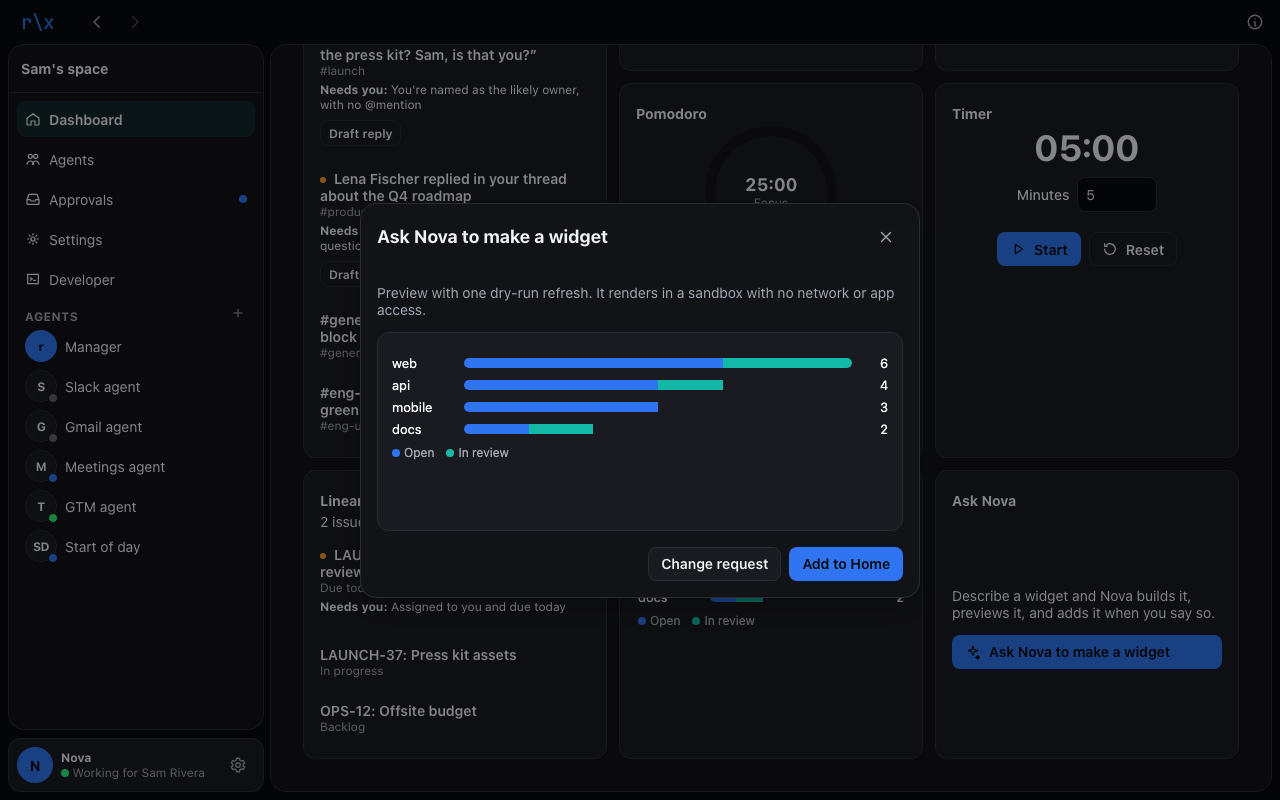 r\x
Sam's space
Dashboard
Agents
Approvals
Settings
Developer
AGENTS
r Manager
S Slack agent
G Gmail agent
M Meetings agent
T GTM agent
SD Start of day
N Nova
Working for Sam Rivera
the press kit? Sam, is that you?”
#launch
Needs you: You're named as the likely owner,
with no @mention
Draft reply
Lena Fischer replied in your thread
about the Q4 roadmap
Needs
Draft
block
green
Pomodoro
25:00
Focus
Timer
05:00
Minutes 5
Start
Reset
Ask Nova to make a widget
Preview with one dry-run refresh. It renders in a sandbox with no network or app
access.
web 6
api 4
mobile 3
docs 2
Open In review
Change request
Add to Home
Linear
2
review
Needs you: Assigned to you and due today
LAUNCH-37: Press kit assets
In progress
OPS-12: Offsite budget
Backlog
docs 2
Open In review
Ask Nova
Describe a widget and Nova builds it,
previews it, and adds it when you say so.
Ask Nova to make a widget